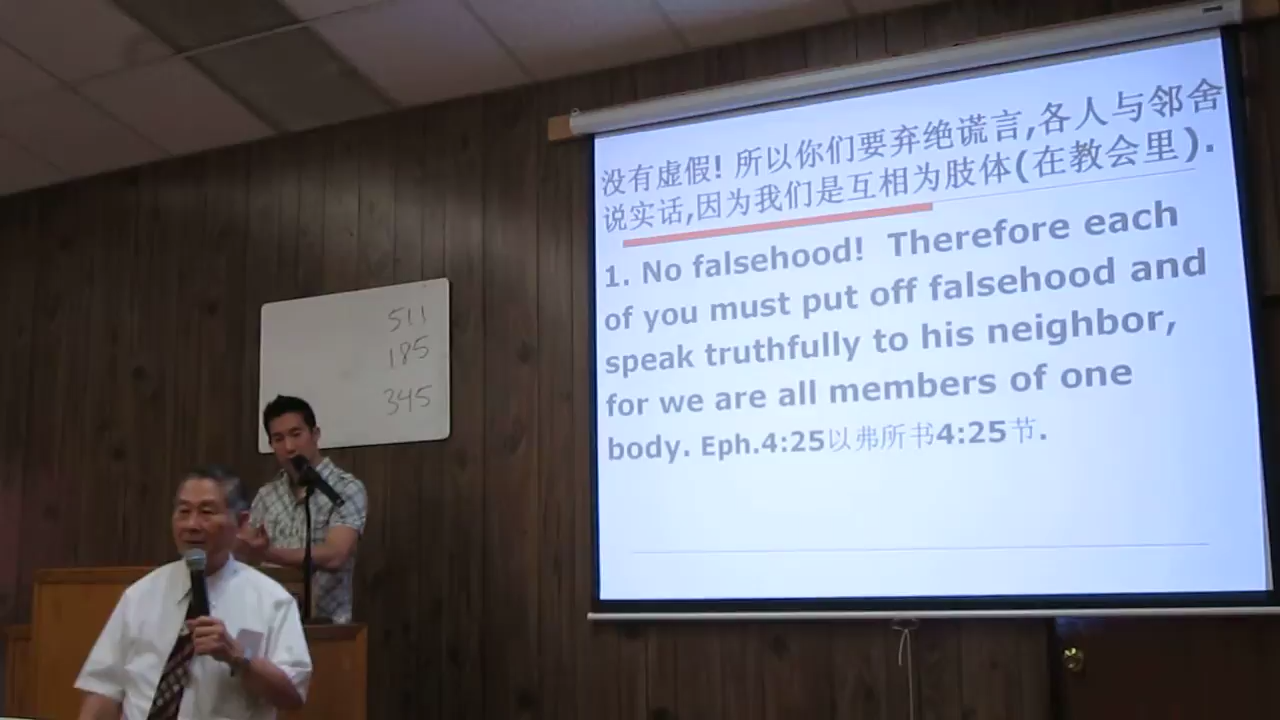 511
185
345
没有虚假! 所以你们要弃绝谎言,各人与邻舍
说实话,因为我们是互相为肢体(在教会里).
1. No falsehood! Therefore each
of you must put off falsehood and
speak truthfully to his neighbor,
for we are all members of one
body. Eph.4:25以弗所书4:25节.